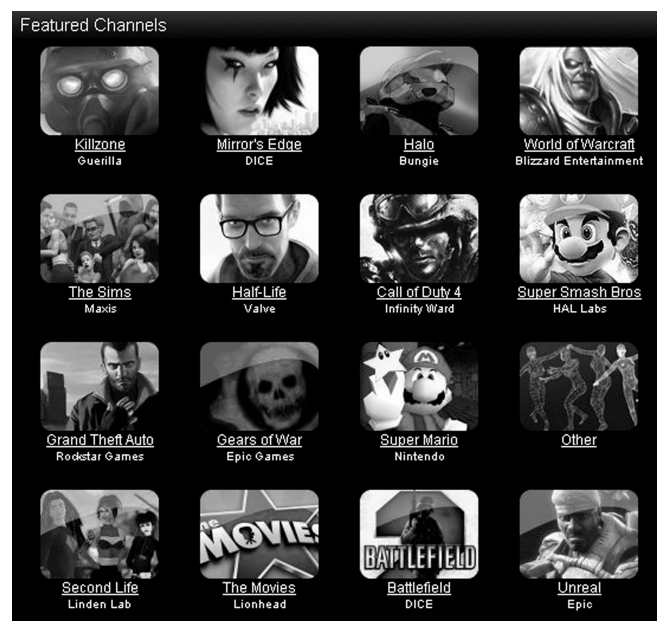 Featured Channels
Killzone
Guerilla
Mirror's Edge
DICE
Halo
Bungie
World of Warcraft
Blizzard Entertainment
The Sims
Maxis
Half-Life
Valve
Call of Duty 4
Infinity Ward
Super Smash Bros
HAL Labs
Grand Theft Auto
Rockstar Games
Gears of War
Epic Games
Super Mario
Nintendo
Other
the
MOVIES
2
BATTLEFIELD
Second Life
Linden Lab
The Movies
Lionhead
Battlefield
DICE
Unreal
Epic